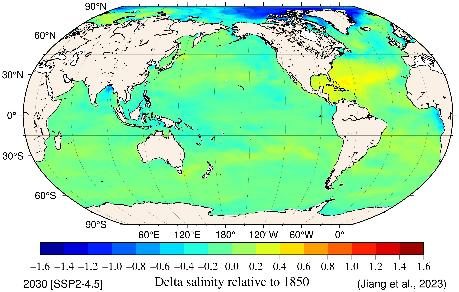 90°N
60°N
30°N
0°
30°S
60°S
90°S
60°E 120°E 180° 120°W 60°W 0°
−1.6 −1.4 −1.2 −1.0 −0.8 −0.6 −0.4 −0.2 0.0 0.2 0.4 0.6 0.8 1.0 1.2 1.4 1.6
2030 [SSP2-4.5] Delta salinity relative to 1850 (Jiang et al., 2023)